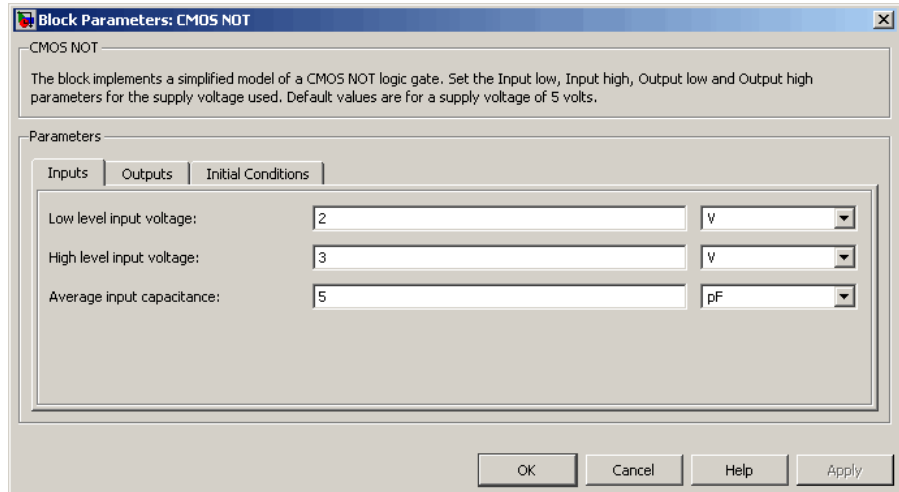 Block Parameters: CMOS NOT
CMOS NOT
The block implements a simplified model of a CMOS NOT logic gate. Set the Input low, Input high, Output low and Output high
parameters for the supply voltage used. Default values are for a supply voltage of 5 volts.
Parameters
Inputs Outputs Initial Conditions
Low level input voltage: 2 V
High level input voltage: 3 V
Average input capacitance: 5 pF
OK Cancel Help Apply